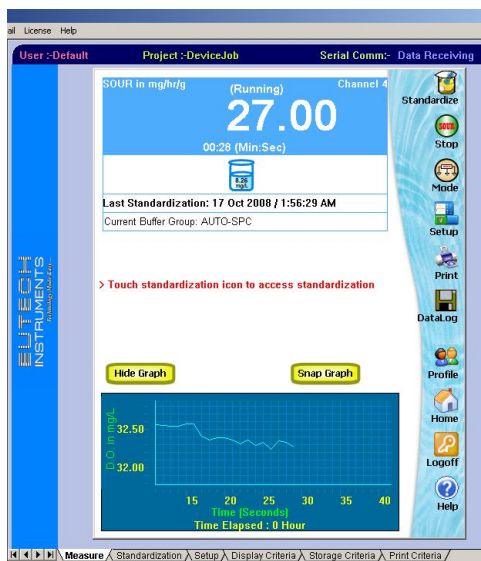 ail License Help
User :-Default Project :-DeviceJob Serial Comm:- Data Receiving
SOUR in mg/hr/g (Running) Channel 4
27.00
00:28 (Min:Sec)
8.26
mg/L
Last Standardization: 17 Oct 2008 / 1:56:29 AM
Current Buffer Group: AUTO-SPC
> Touch standardization icon to access standardization
Hide Graph Snap Graph
D.O. in mg/L
32.50
32.00
15 20 25 30 35 40
Time (Seconds)
Time Elapsed : 0 Hour
Standardize
SOUR
Stop
Mode
Setup
Print
DataLog
Profile
Home
Logoff
Help
EUTECH
INSTRUMENTS
Technology Made Easy
Measure Standardization Setup Display Criteria Storage Criteria Print Criteria